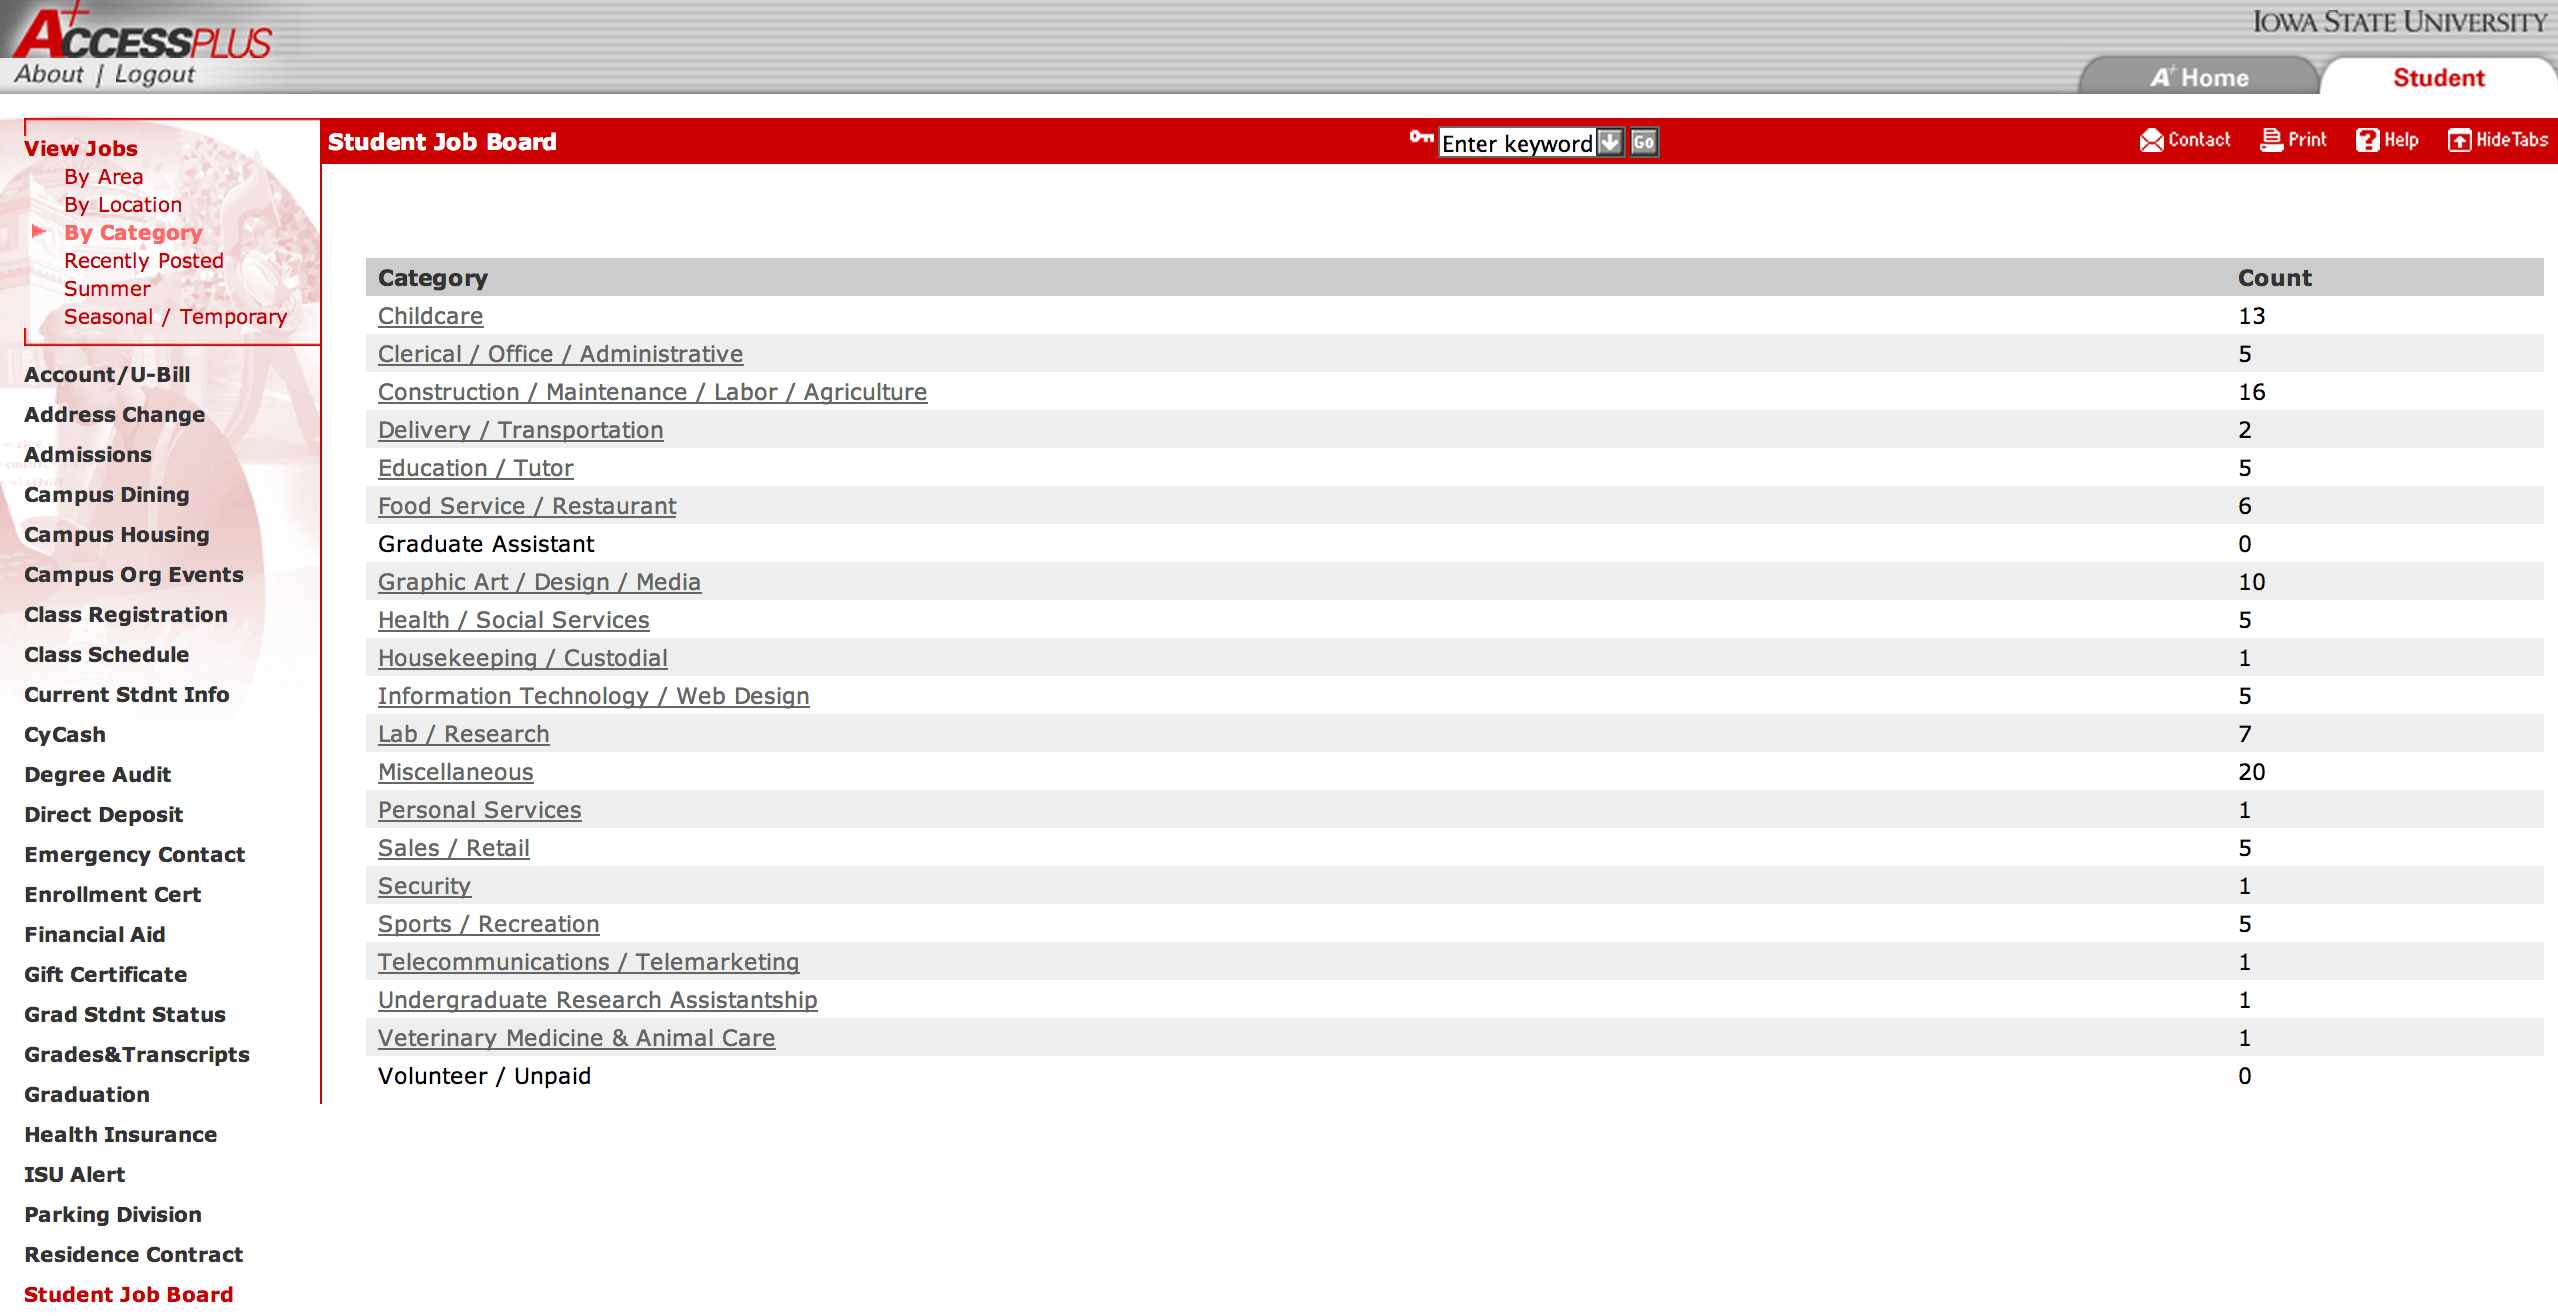 ACCESSPLUS
IOWA STATE UNIVERSITY
About | Logout
A+ Home
Student
View Jobs
By Area
By Location
By Category
Recently Posted
Summer
Seasonal / Temporary
Account/U-Bill
Address Change
Admissions
Campus Dining
Campus Housing
Campus Org Events
Class Registration
Class Schedule
Current Stdnt Info
CyCash
Degree Audit
Direct Deposit
Emergency Contact
Enrollment Cert
Financial Aid
Gift Certificate
Grad Stdnt Status
Grades&Transcripts
Graduation
Health Insurance
ISU Alert
Parking Division
Residence Contract
Student Job Board
Student Job Board Enter keyword Go Contact Print Help HideTabs
Category Count
Childcare 13
Clerical / Office / Administrative 5
Construction / Maintenance / Labor / Agriculture 16
Delivery / Transportation 2
Education / Tutor 5
Food Service / Restaurant 6
Graduate Assistant 0
Graphic Art / Design / Media 10
Health / Social Services 5
Housekeeping / Custodial 1
Information Technology / Web Design 5
Lab / Research 7
Miscellaneous 20
Personal Services 1
Sales / Retail 5
Security 1
Sports / Recreation 5
Telecommunications / Telemarketing 1
Undergraduate Research Assistantship 1
Veterinary Medicine & Animal Care 1
Volunteer / Unpaid 0